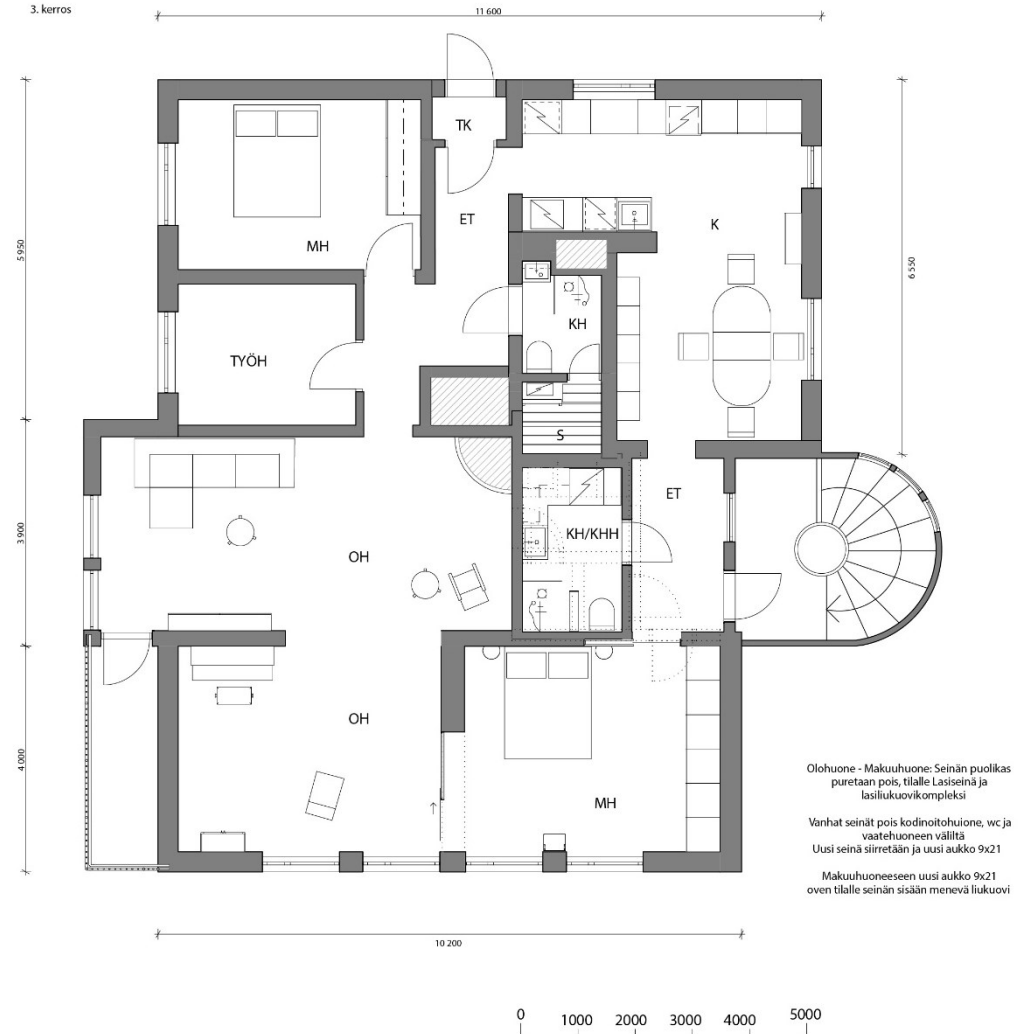 3. kerros
11 600
TK
ET
K
MH
5 950
6 550
KH
TYÖH
S
ET
3 900
KH/KHH
OH
OH
4 000
MH
Olohuone - Makuuhuone: Seinän puolikas
puretaan pois, tilalle Lasiseinä ja
lasiliukuovikompleksi
Vanhat seinät pois kodinoitohuione, wc ja
vaatehuoneen väliltä
Uusi seinä siirretään ja uusi aukko 9x21
Makuuhuoneeseen uusi aukko 9x21
oven tilalle seinän sisään menevä liukuovi
10 200
0 1000 2000 3000 4000 5000